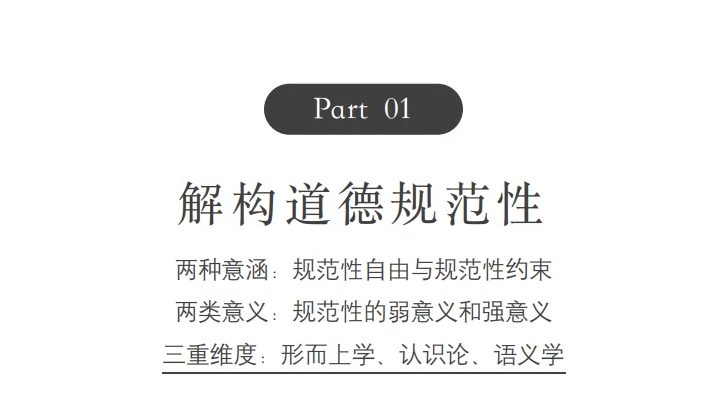 Part 01
解构道德规范性
两种意涵：规范性自由与规范性约束
两类意义：规范性的弱意义和强意义
三重维度：形而上学、认识论、语义学